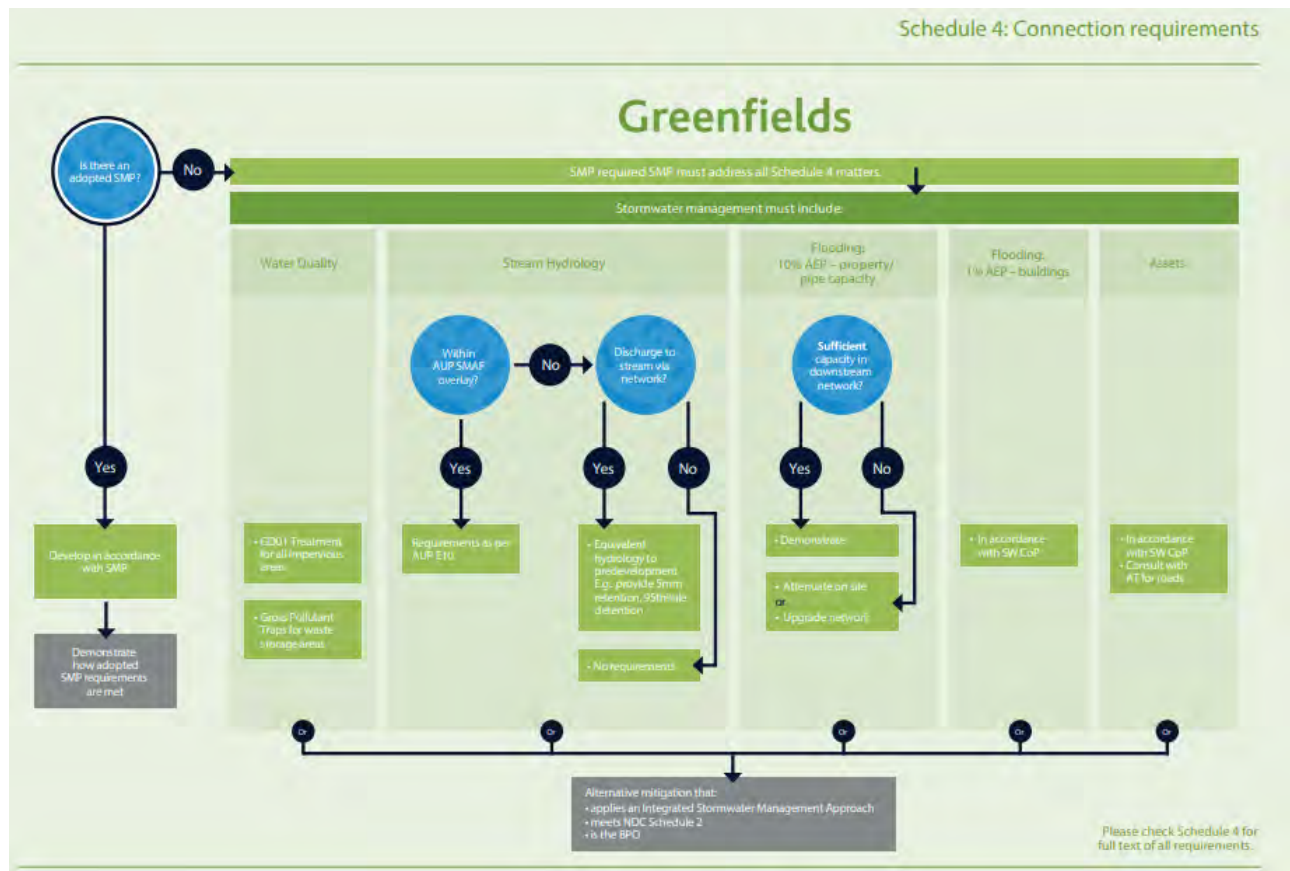 Schedule 4: Connection requirements
Greenfields
Is there an
adopted SMP?
No
SMP required SMP must address all Schedule 4 matters.
Stormwater management must include:
Water Quality
Stream Hydrology
Flooding:
10% AEP – property/
pipe capacity
Flooding:
1% AEP – buildings
Assets
Within
AUP SMAF
overlay?
No
Discharge to
stream via
network?
Sufficient
capacity in
downstream
network?
Yes
Yes
Yes
No
Yes
No
Develop in accordance
with SMP
• GD01 Treatment
for all impervious
areas
Requirements as per
AUP E10
• Equivalent
hydrology to
predevelopment
E.g., provide 5mm
retention, 95th%ile
detention
• Demonstrate
• In accordance
with SW CoP
• In accordance
with SW CoP
• Consult with
AT for roads
• Attenuate on site
or
• Upgrade network
• Gross Pollutant
Traps for waste
storage areas
Demonstrate
how adopted
SMP requirements
are met
• No requirements
Or
Or
Or
Or
Or
Alternative mitigation that:
• applies an Integrated Stormwater Management Approach
• meets NDC Schedule 2
• is the BPO
Please check Schedule 4 for
full text of all requirements.